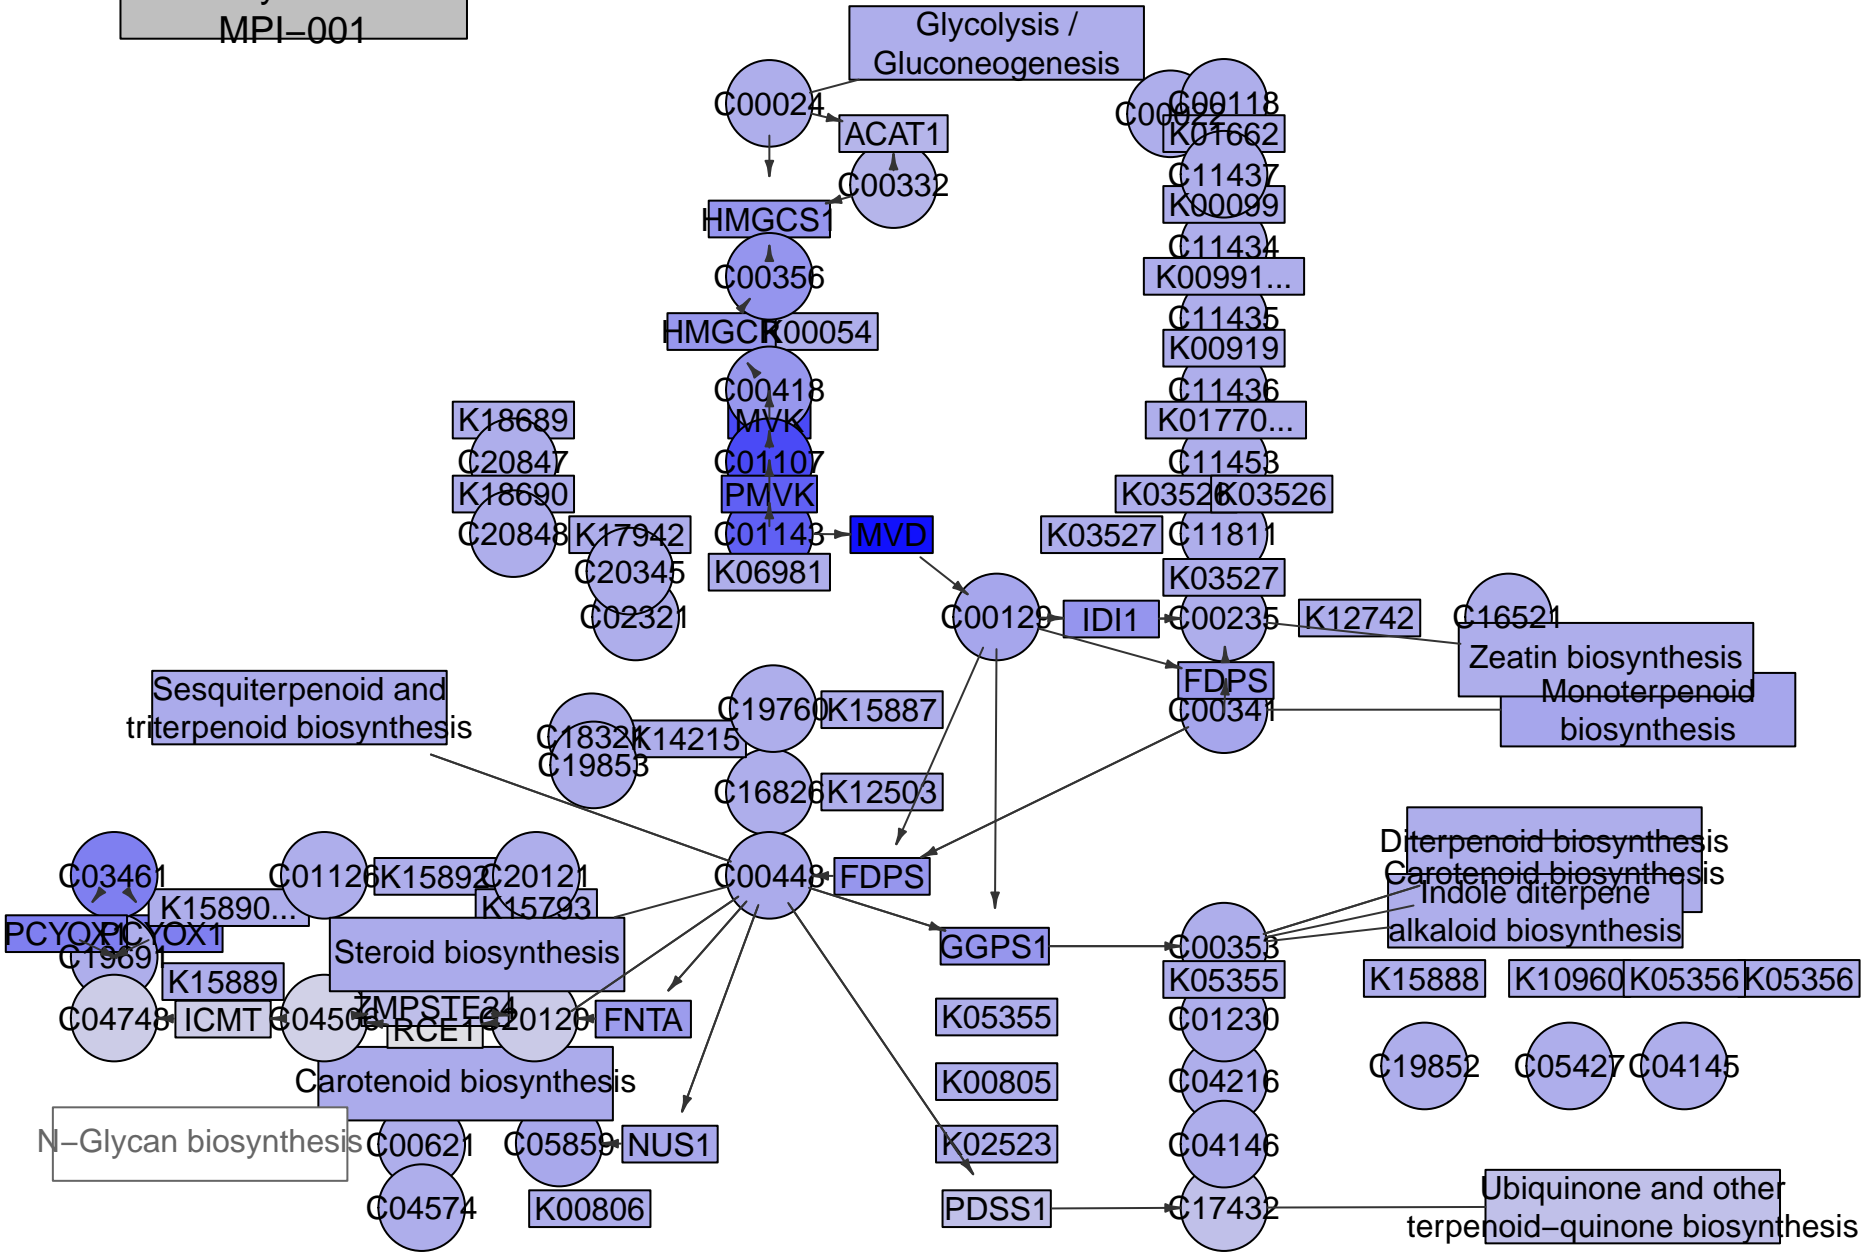 MPI−001
Glycolysis /
Gluconeogenesis
C00024
C00118
C00022
ACAT1
K01662
C00332
C11437
K00099
HMGCS1
C11434
C00356
K00991...
C11435
HMGCR
K00054
K00919
C00418
C11436
K18689
MVK
K01770...
C20847
C01107
C11453
K18690
PMVK
K03526
K03526
C20848
K17942
C01143
MVD
K03527
C11811
C20345
K06981
K03527
C02321
C00129
IDI1
C00235
K12742
C16521
Zeatin biosynthesis
Sesquiterpenoid and
triterpenoid biosynthesis
FDPS
Monoterpenoid
biosynthesis
C19760
K15887
C00341
K14215
C19853
C16826
K12503
Diterpenoid biosynthesis
Carotenoid biosynthesis
Indole diterpene
alkaloid biosynthesis
C03461
C01126
K15892
C20121
C00448
FDPS
K15890...
K15793
PCYOX1
PCYOX1
C19691
Steroid biosynthesis
GGPS1
C00353
K15889
K05355
K15888
K10960
K05356
K05356
C04748
ICMT
ZMPSTE24
RCE1
C20120
FNTA
K05355
C01230
C19852
C05427
C04145
Carotenoid biosynthesis
K00805
C04216
N−Glycan biosynthesis
C00621
C05859
NUS1
K02523
C04146
C04574
K00806
PDSS1
C17432
Ubiquinone and other
terpenoid−quinone biosynthesis